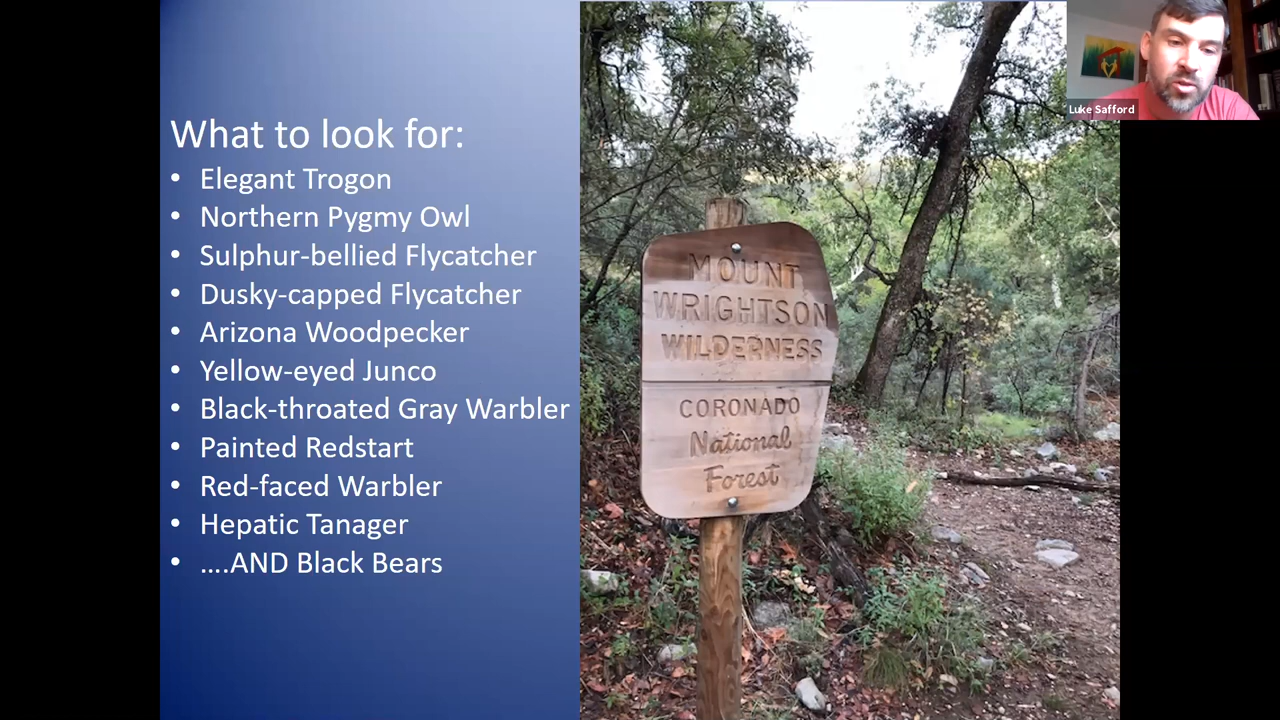 What to look for:
• Elegant Trogon
• Northern Pygmy Owl
• Sulphur-bellied Flycatcher
• Dusky-capped Flycatcher
• Arizona Woodpecker
• Yellow-eyed Junco
• Black-throated Gray Warbler
• Painted Redstart
• Red-faced Warbler
• Hepatic Tanager
• ....AND Black Bears
MOUNT
WRIGHTSON
WILDERNESS
CORONADO
National
Forest
Luke Safford